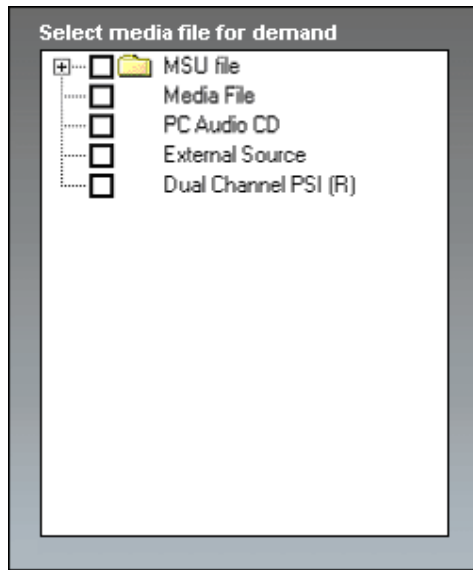 Select media file for demand
MSU file
Media File
PC Audio CD
External Source
Dual Channel PSI (R)